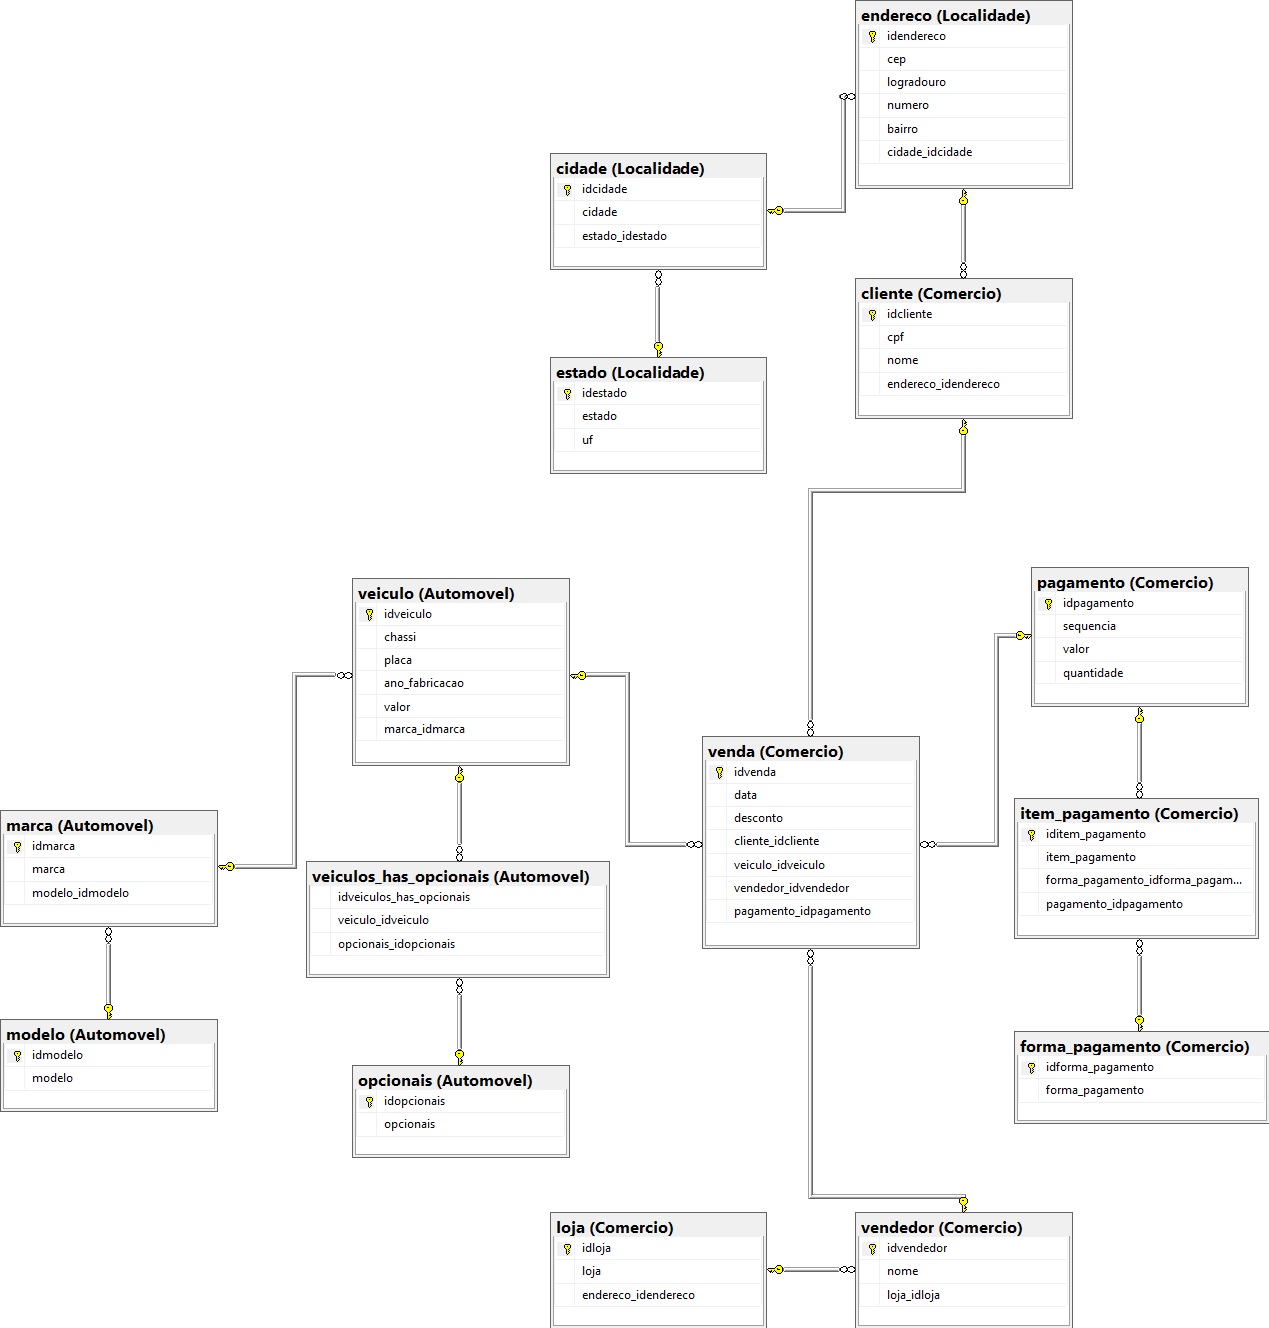 endereco (Localidade)
idendereco
cep
logradouro
numero
bairro
cidade_idcidade
cidade (Localidade)
idcidade
cidade
estado_idestado
cliente (Comercio)
idcliente
cpf
nome
endereco_idendereco
estado (Localidade)
idestado
estado
uf
veiculo (Automovel)
idveiculo
chassi
placa
ano_fabricacao
valor
marca_idmarca
pagamento (Comercio)
idpagamento
sequencia
valor
quantidade
venda (Comercio)
idvenda
data
desconto
cliente_idcliente
veiculo_idveiculo
vendedor_idvendedor
pagamento_idpagamento
marca (Automovel)
idmarca
marca
modelo_idmodelo
veiculos_has_opcionais (Automovel)
idveiculos_has_opcionais
veiculo_idveiculo
opcionais_idopcionais
item_pagamento (Comercio)
iditem_pagamento
item_pagamento
forma_pagamento_idforma_pagam...
pagamento_idpagamento
modelo (Automovel)
idmodelo
modelo
opcionais (Automovel)
idopcionais
opcionais
forma_pagamento (Comercio)
idforma_pagamento
forma_pagamento
loja (Comercio)
idloja
loja
endereco_idendereco
vendedor (Comercio)
idvendedor
nome
loja_idloja